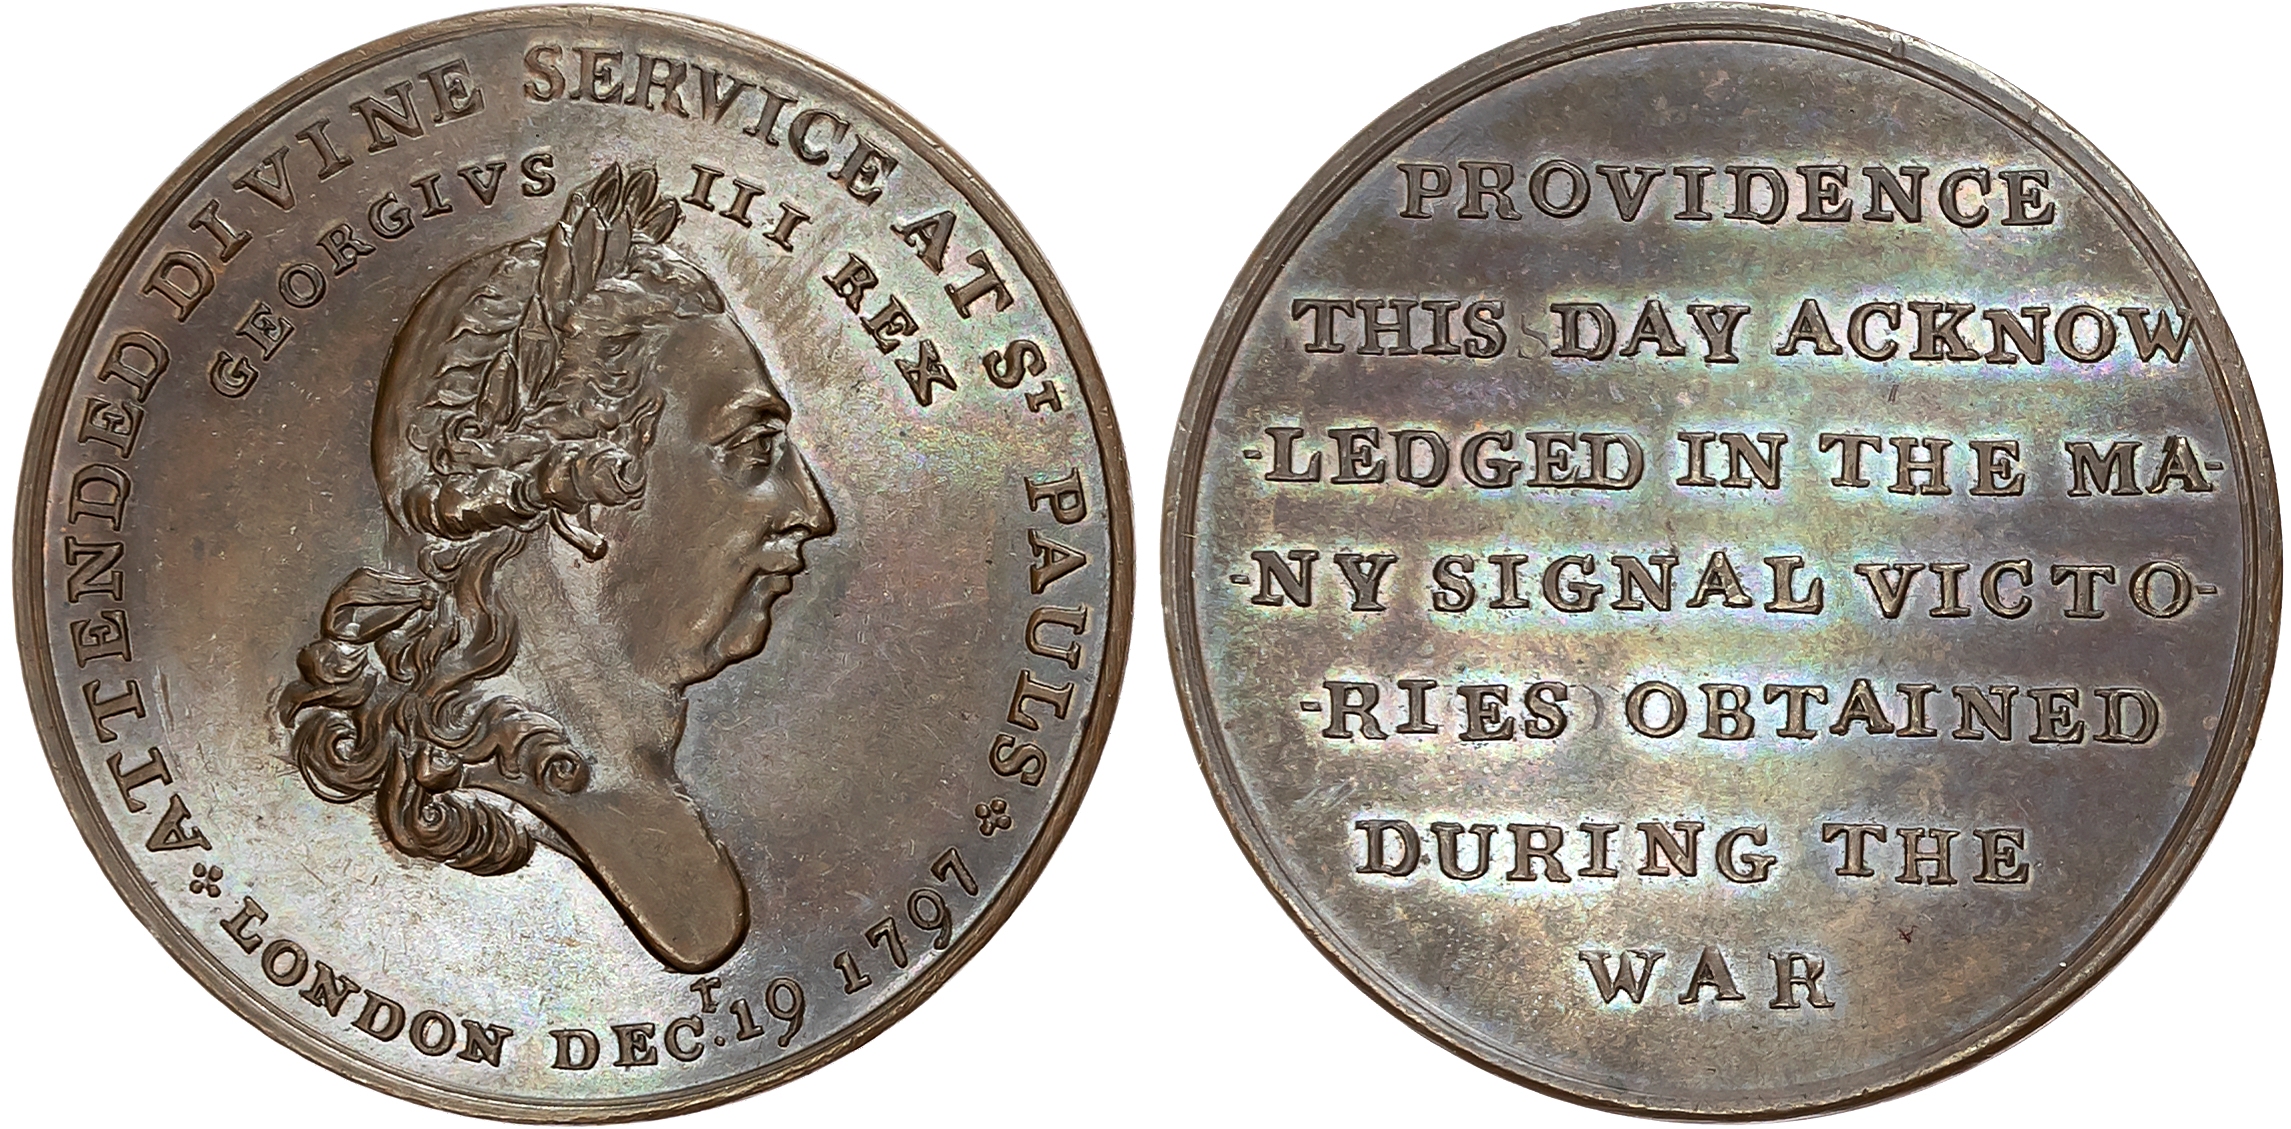 ATTENDED DIVINE SERVICE AT ST PAULS
GEORGIVS III REX
LONDON DECR. 19 1797
PROVIDENCE
THIS DAY ACKNOW
-LEDGED IN THE MA-
-NY SIGNAL VICTO-
-RIES OBTAINED
DURING THE
WAR